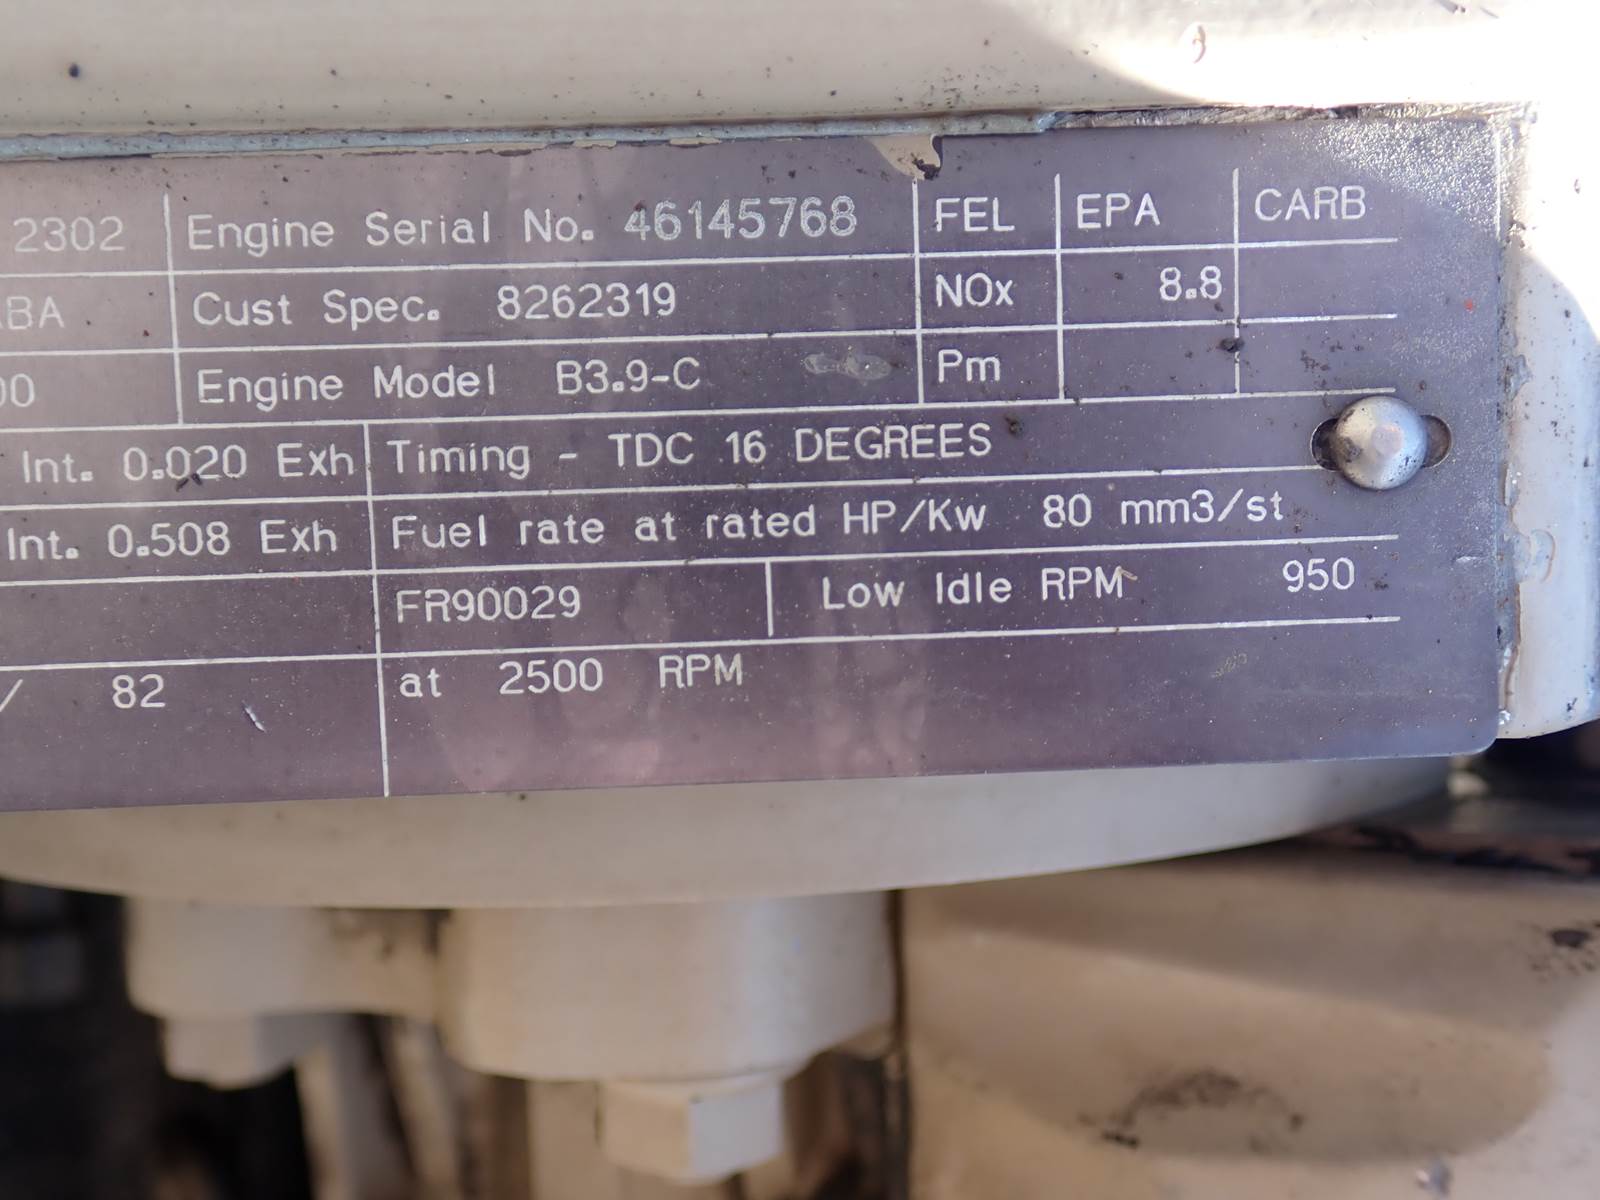 2302 Engine Serial No. 46145768 FEL EPA CARB
BA Cust Spec. 8262319 NOx 8.8
00 Engine Model B3.9-C Pm
Int. 0.020 Exh Timing - TDC 16 DEGREES
Int. 0.508 Exh Fuel rate at rated HP/Kw 80 mm3/st
FR90029 Low Idle RPM 950
/ 82 at 2500 RPM